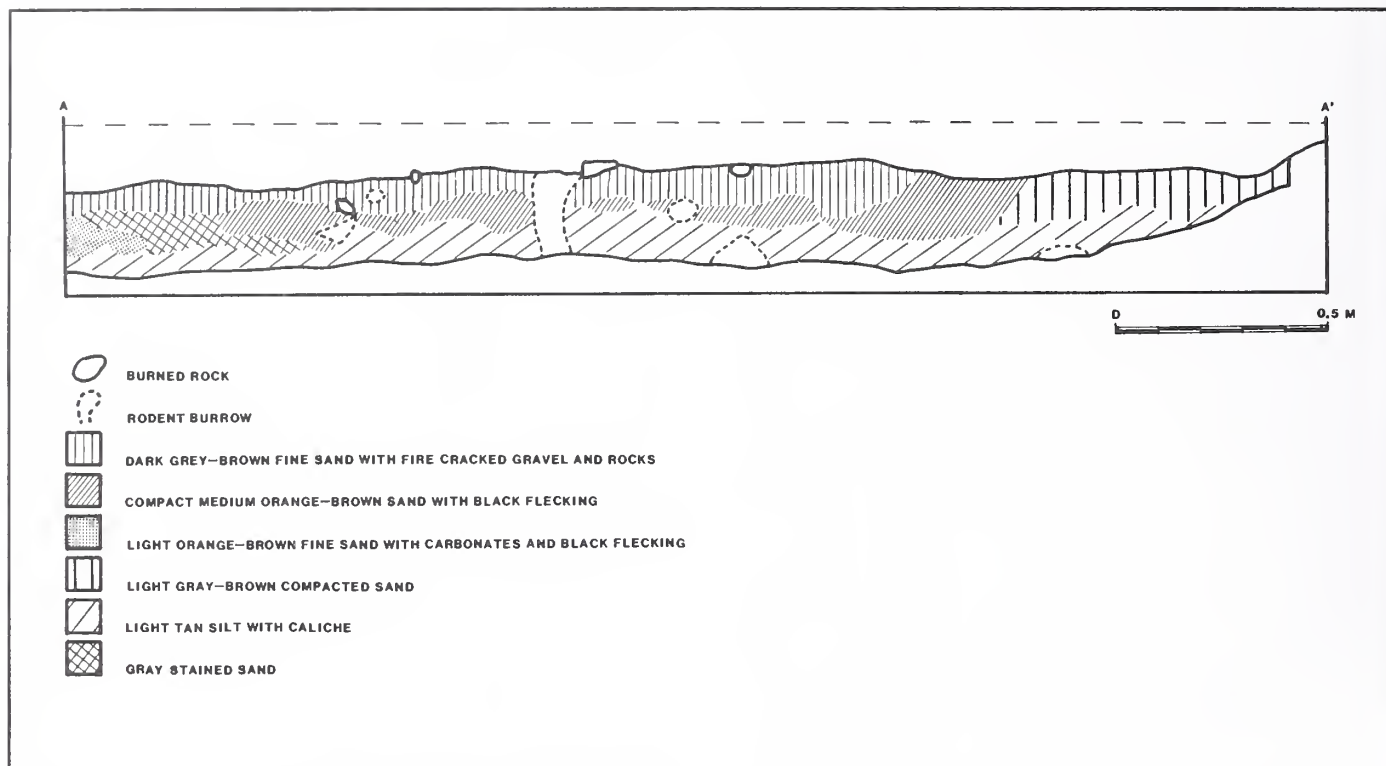 A A'
D 0.5 M
BURNED ROCK
RODENT BURROW
DARK GREY—BROWN FINE SAND WITH FIRE CRACKED GRAVEL AND ROCKS
COMPACT MEDIUM ORANGE—BROWN SAND WITH BLACK FLECKING
LIGHT ORANGE—BROWN FINE SAND WITH CARBONATES AND BLACK FLECKING
LIGHT GRAY—BROWN COMPACTED SAND
LIGHT TAN SILT WITH CALICHE
GRAY STAINED SAND